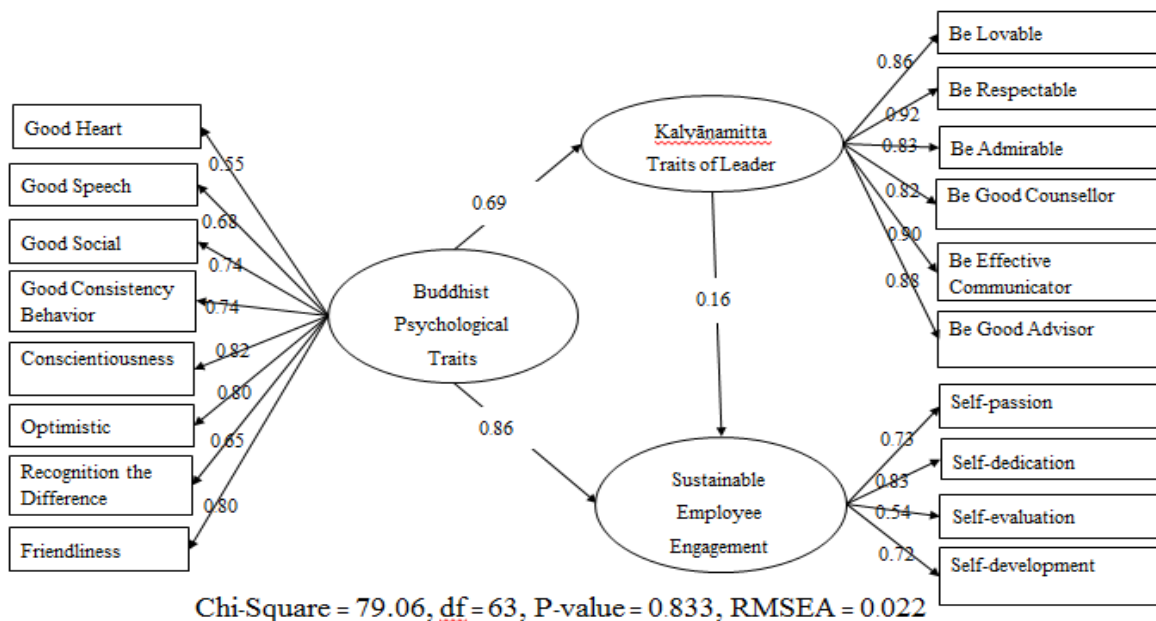 Good Heart
Good Speech
Good Social
Good Consistency
Behavior
Conscientiousness
Optimistic
Recognition the
Difference
Friendliness
0.55
0.68
0.74
0.74
0.82
0.80
0.65
0.80
Buddhist
Psychological
Traits
0.69
0.86
Kalyāṇamitta
Traits of Leader
0.16
Sustainable
Employee
Engagement
0.86
0.92
0.83
0.82
0.90
0.88
Be Lovable
Be Respectable
Be Admirable
Be Good Counsellor
Be Effective
Communicator
Be Good Advisor
0.73
0.83
0.54
0.72
Self-passion
Self-dedication
Self-evaluation
Self-development
Chi-Square = 79.06, df = 63, P-value = 0.833, RMSEA = 0.022